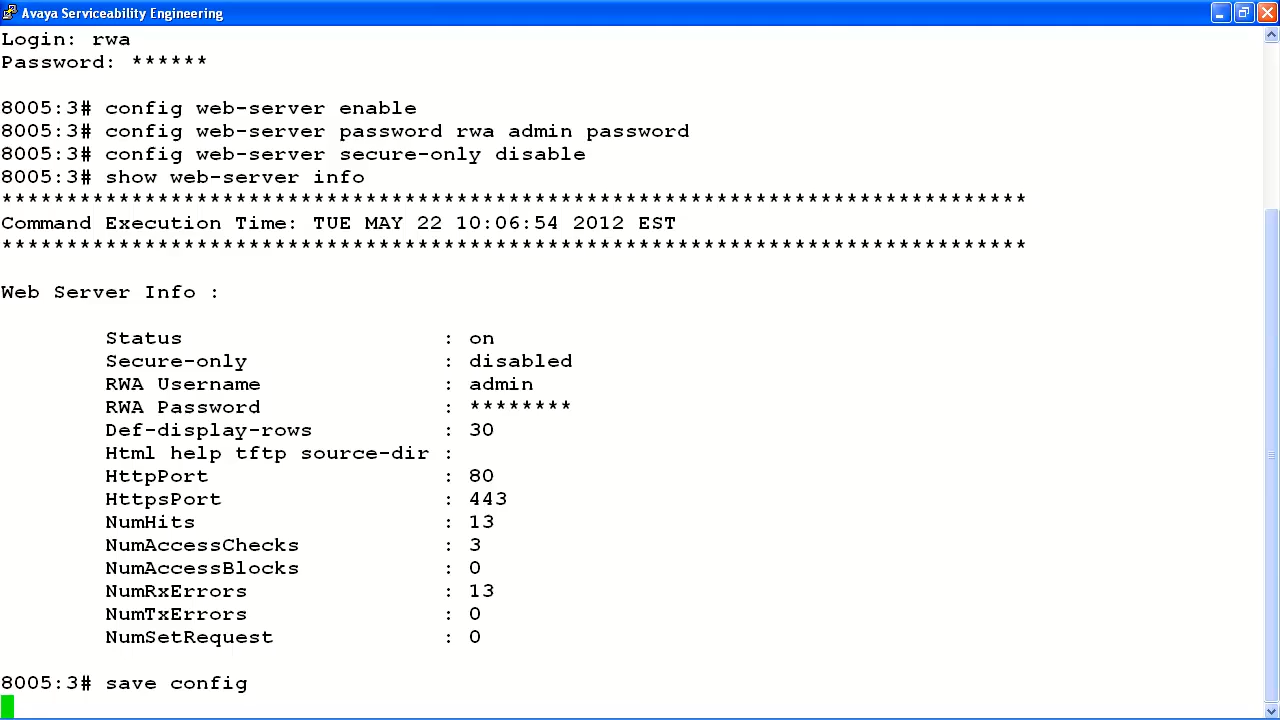 Avaya Serviceability Engineering
Login: rwa
Password: ******
8005:3# config web-server enable
8005:3# config web-server password rwa admin password
8005:3# config web-server secure-only disable
8005:3# show web-server info
*******************************************************************************
Command Execution Time: TUE MAY 22 10:06:54 2012 EST
*******************************************************************************
Web Server Info :
Status : on
Secure-only : disabled
RWA Username : admin
RWA Password : ********
Def-display-rows : 30
Html help tftp source-dir :
HttpPort : 80
HttpsPort : 443
NumHits : 13
NumAccessChecks : 3
NumAccessBlocks : 0
NumRxErrors : 13
NumTxErrors : 0
NumSetRequest : 0
8005:3# save config